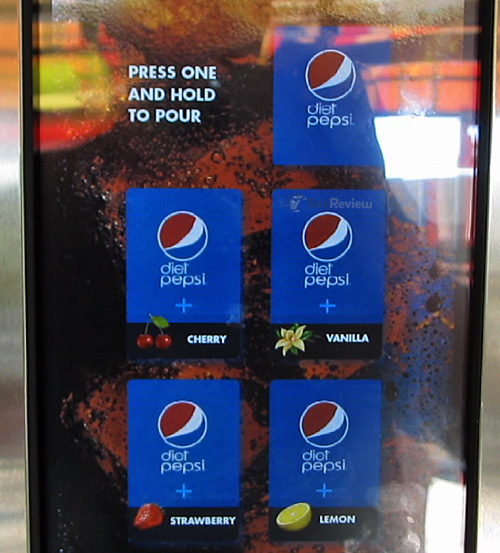 PRESS ONE
AND HOLD
TO POUR
diet
pepsi
Review
diet
pepsi
+
CHERRY
diet
pepsi
+
VANILLA
diet
pepsi
+
STRAWBERRY
diet
pepsi
+
LEMON